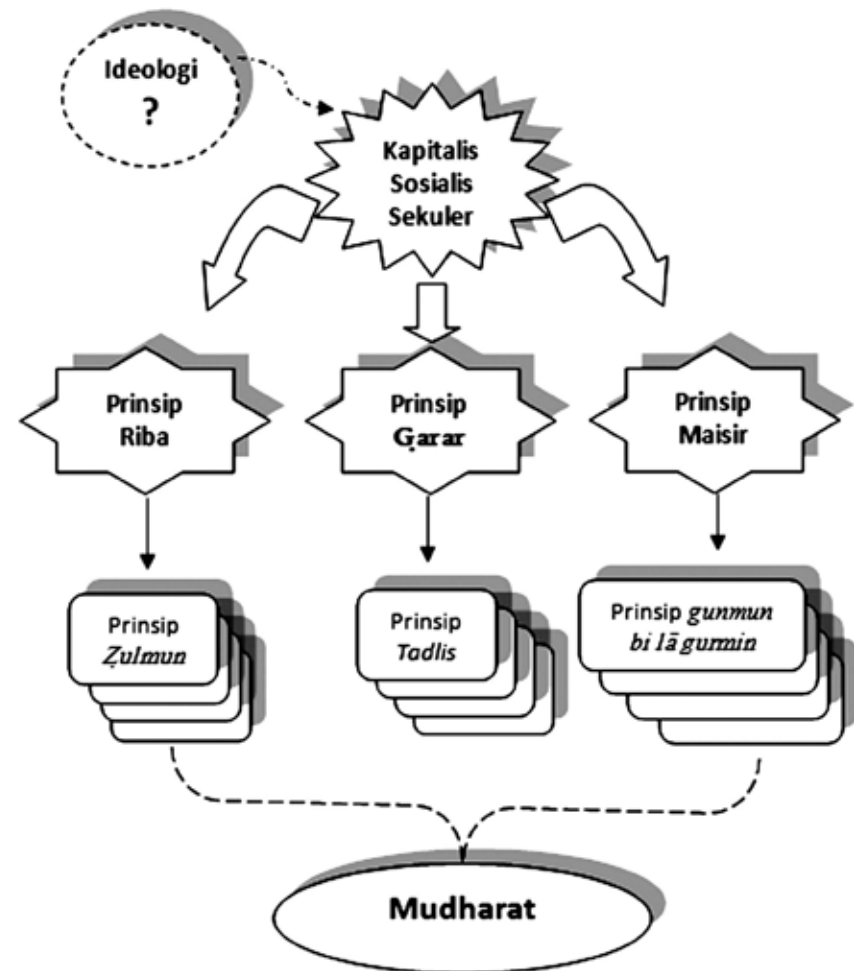 Ideologi
?
Kapitalis
Sosialis
Sekuler
Prinsip
Riba
Prinsip
G̣arar
Prinsip
Maisir
Prinsip
Ẓulmun
Prinsip
Tadlis
Prinsip gunmun
bi lā gurmin
Mudharat